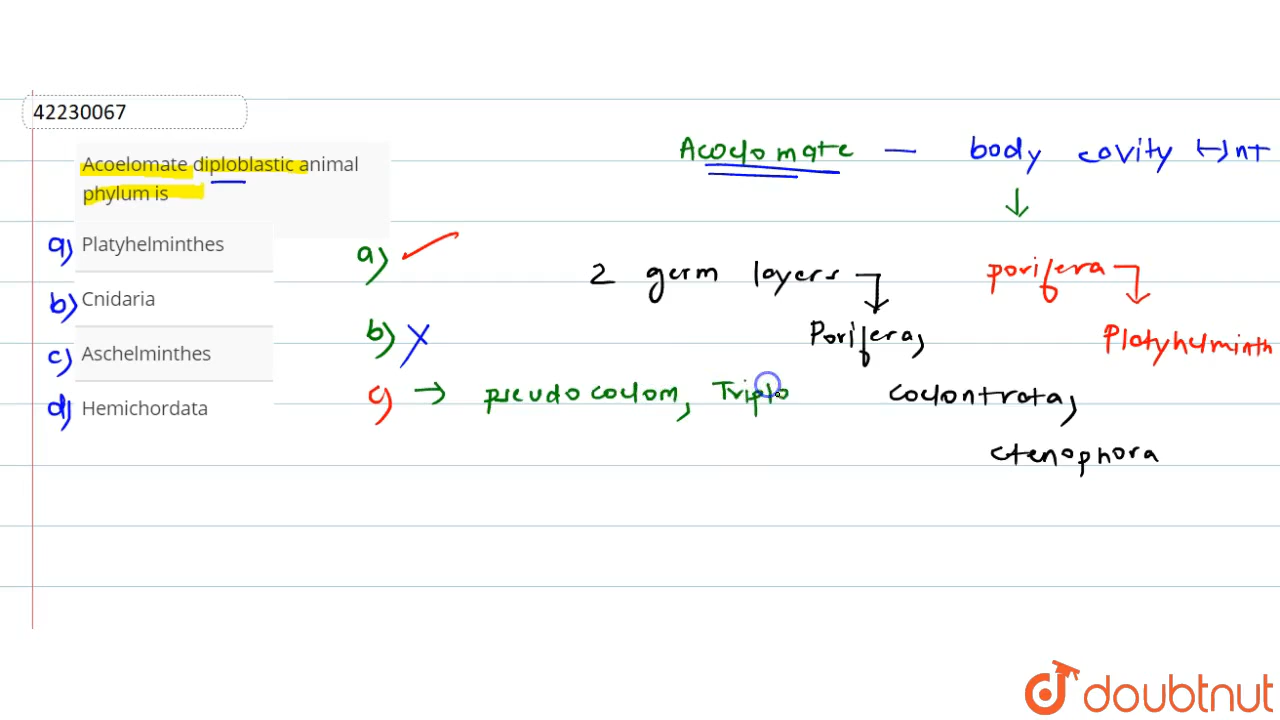 42230067
Acoelomate diploblastic animal
phylum is
a) Platyhelminthes
b) Cnidaria
c) Aschelminthes
d) Hemichordata
Acoelomate — body cavity
a) ✓
2 germ layers
porifera
b) X
Porifera,
Platyhelminth
c) → pseudocoelom, Triplo
coelontrata,
ctenophora
doubtnut